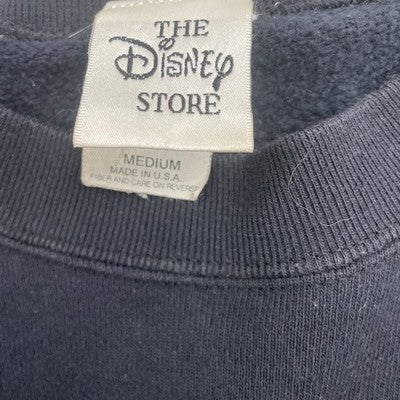 THE
Disney
STORE
MEDIUM
MADE IN U.S.A.
FIBER AND CARE ON REVERSE